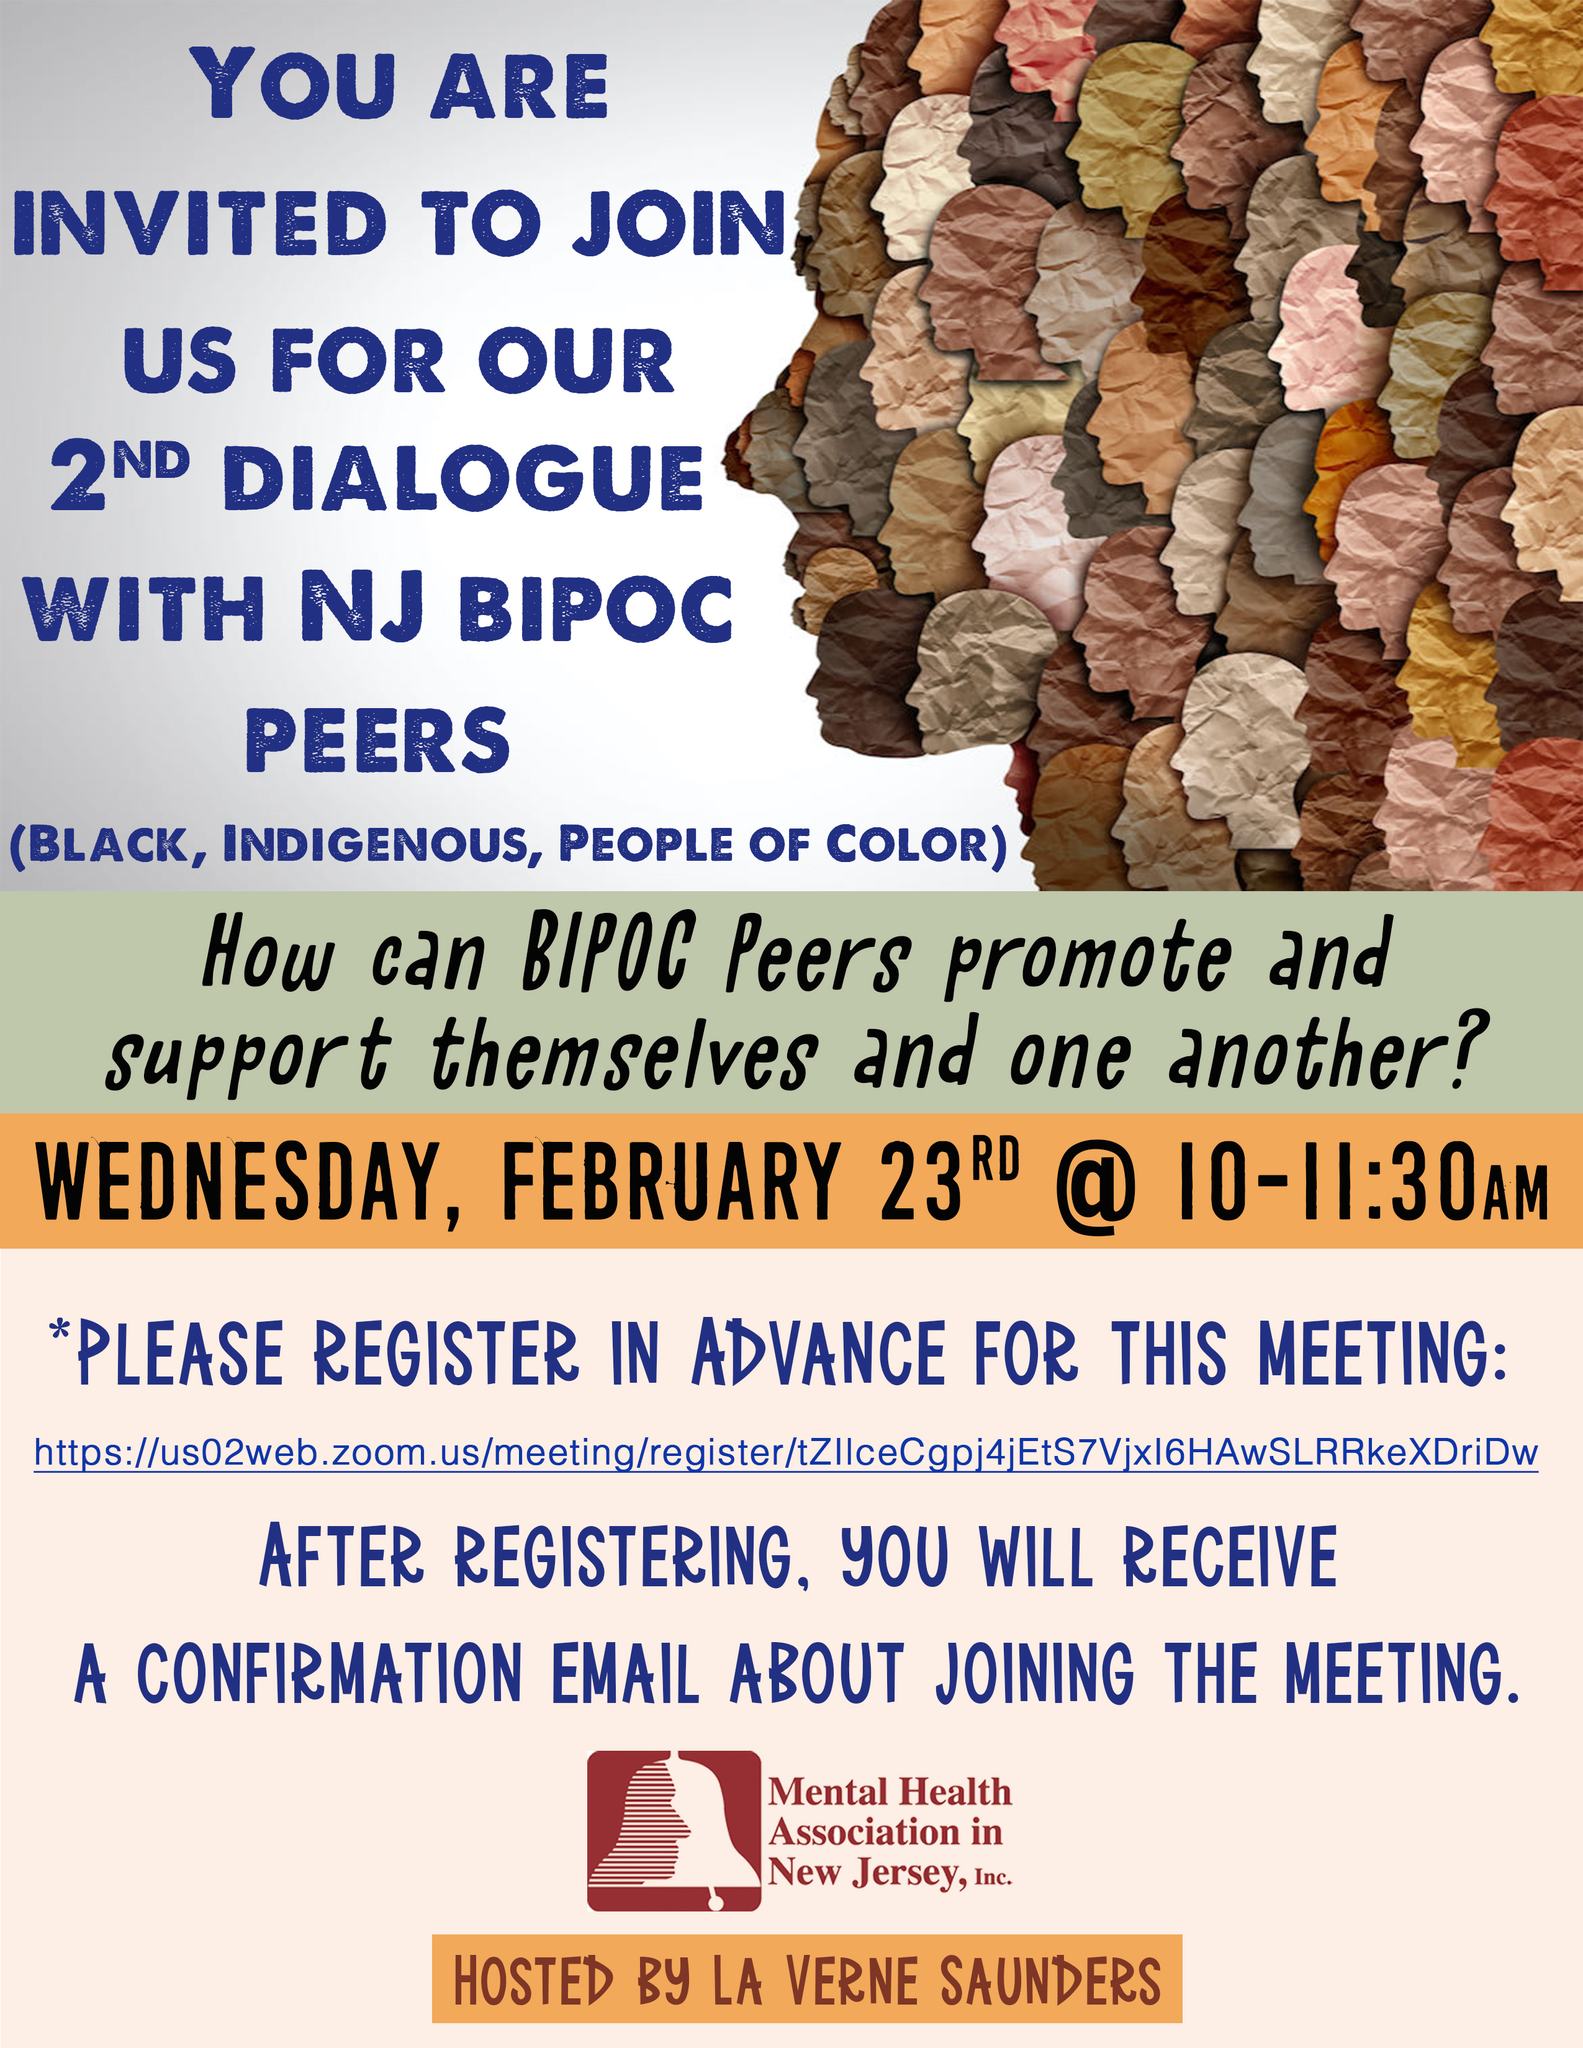 You are
invited to join
us for our
2nd dialogue
with NJ BIPOC
peers
(Black, Indigenous, People of Color)
How can BIPOC Peers promote and
support themselves and one another?
Wednesday, February 23rd @ 10-11:30am
*Please register in advance for this meeting:
https://us02web.zoom.us/meeting/register/tZIlceCgpj4jEtS7VjxI6HAwSLRRkeXDriDw
After registering, you will receive
a confirmation email about joining the meeting.
Mental Health
Association in
New Jersey, Inc.
Hosted by La Verne Saunders